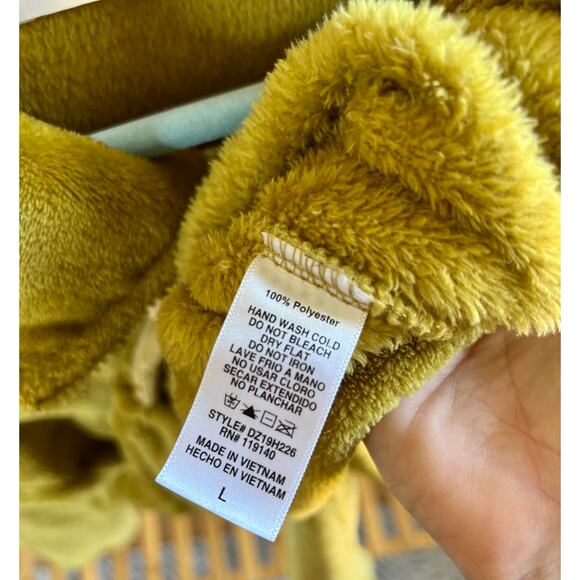 100% Polyester
HAND WASH COLD
DO NOT BLEACH
DRY FLAT
DO NOT IRON
LAVE FRIO A MANO
NO USAR CLORO
SECAR EXTENDIDO
NO PLANCHAR
STYLE# DZ19H226
RN# 119140
MADE IN VIETNAM
HECHO EN VIETNAM
L